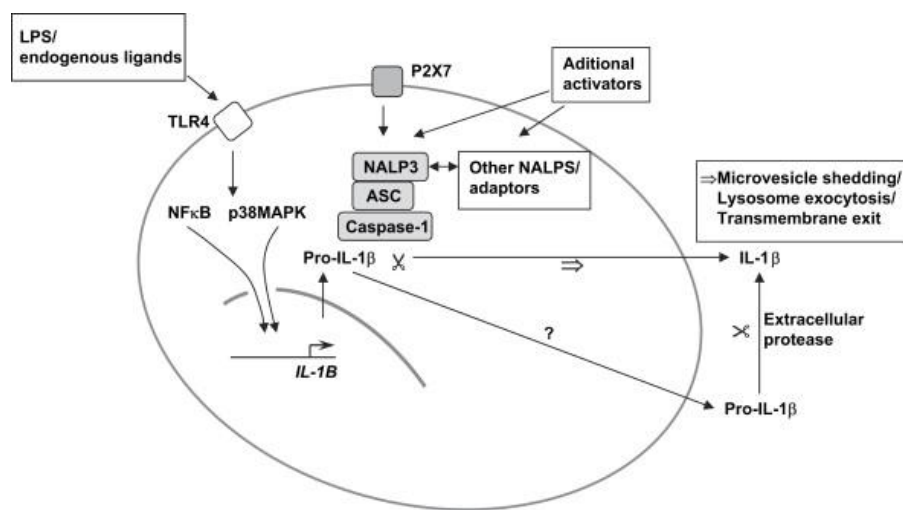 LPS/
endogenous ligands
P2X7
Aditional
activators
TLR4
NALP3
Other NALPS/
adaptors
ASC
Caspase-1
NFκB
p38MAPK
⇒Microvesicle shedding/
Lysosome exocytosis/
Transmembrane exit
Pro-IL-1β
⇒
IL-1β
?
Extracellular
protease
IL-1B
Pro-IL-1β